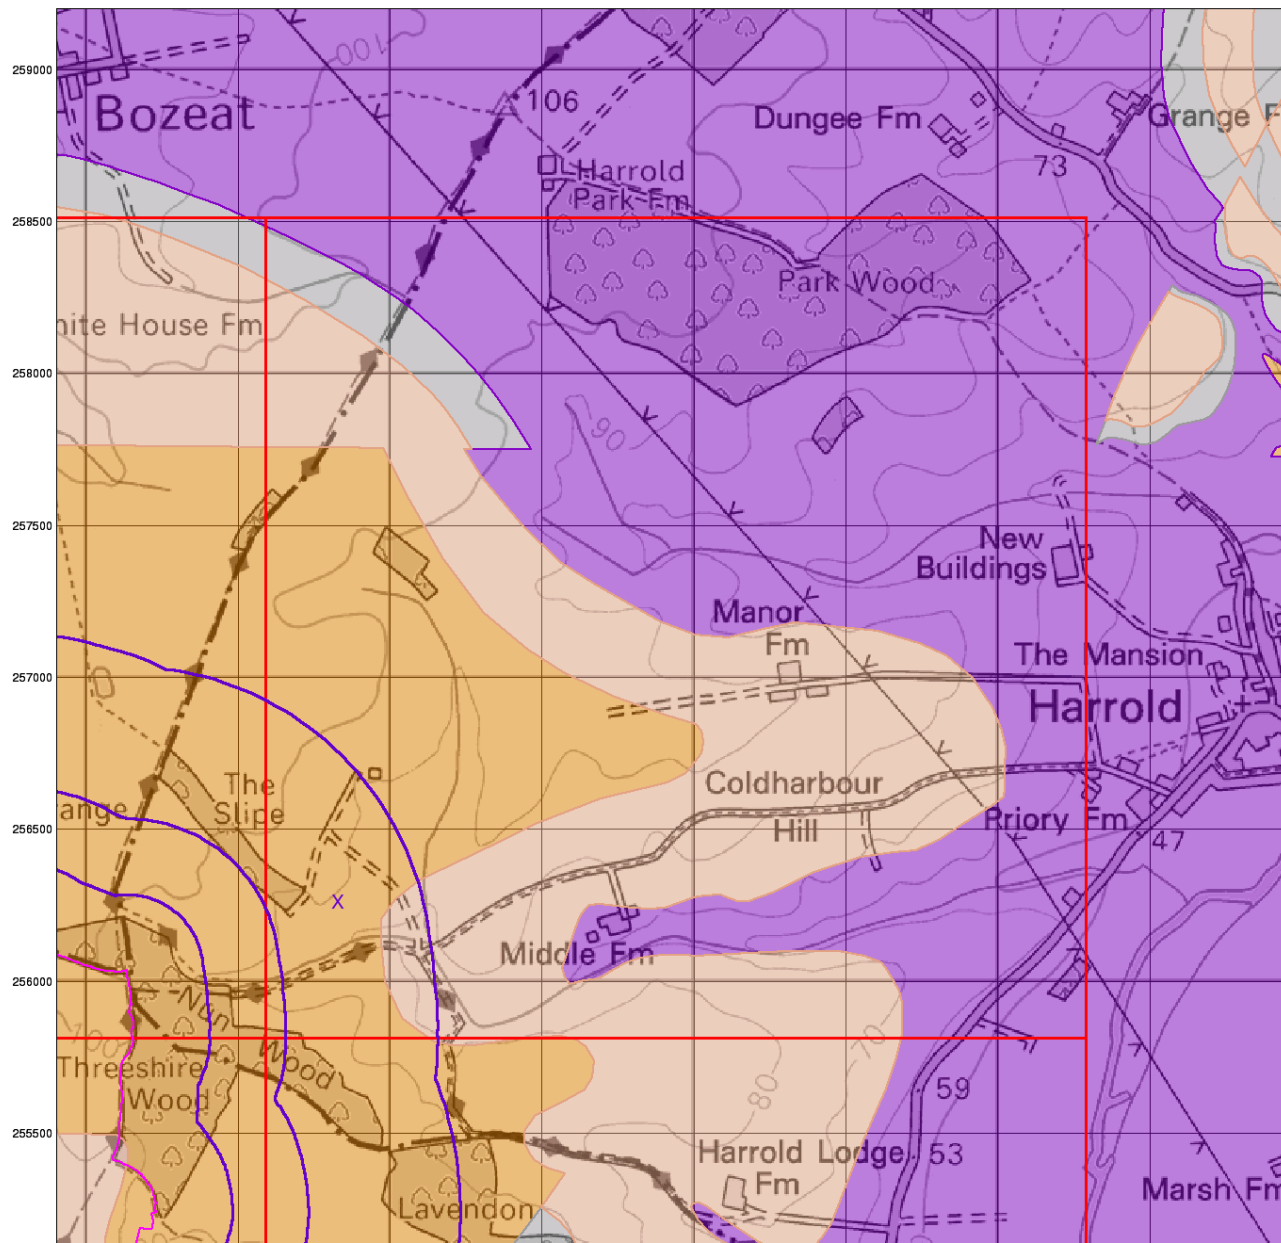 259000
258500
258000
257500
257000
256500
256000
255500
100
106
Bozeat
Dungee Fm
Grange F
73
Harrold
Park Fm
Park Wood
hite House Fm
90
New
Buildings
Manor
Fm
The Mansion
Harrold
The
Slipe
Coldharbour
Hill
Priory Fm
47
ange
X
Middle Fm
Nun
Wood
100
Threeshire
Wood
70
80
59
53
Harrold Lodge
Fm
Lavendon
Marsh Fm